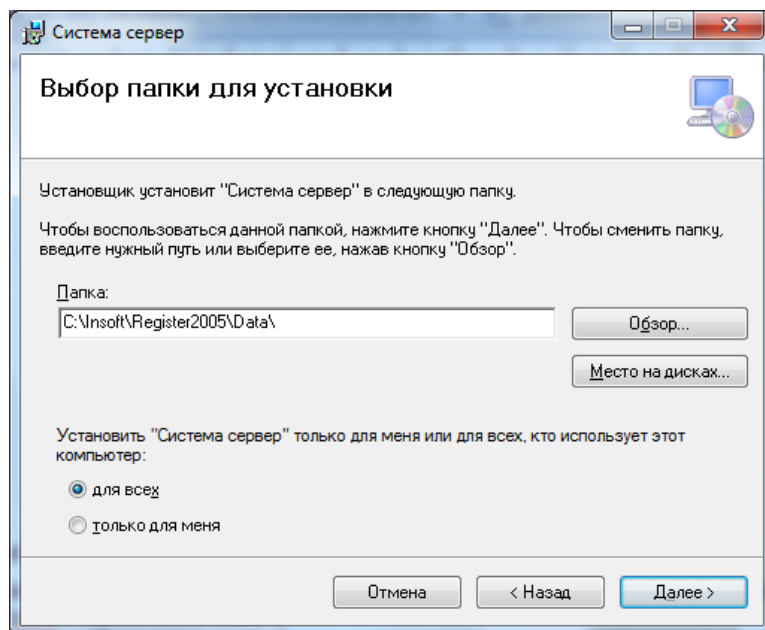 Система сервер
Выбор папки для установки
Установщик установит "Система сервер" в следующую папку.
Чтобы воспользоваться данной папкой, нажмите кнопку "Далее". Чтобы сменить папку,
введите нужный путь или выберите ее, нажав кнопку "Обзор".
Папка:
C:\Insoft\Register2005\Data\
Обзор...
Место на дисках...
Установить "Система сервер" только для меня или для всех, кто использует этот
компьютер:
для всех
только для меня
Отмена
< Назад
Далее >